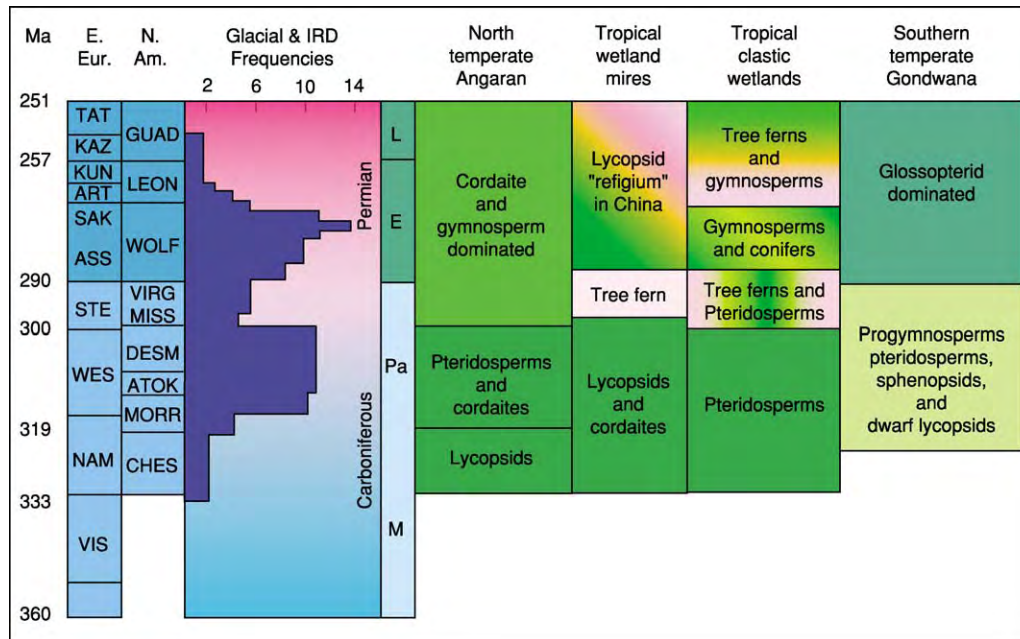 Ma
E.
Eur.
N.
Am.
Glacial & IRD
Frequencies
2 6 10 14
North
temperate
Angaran
Tropical
wetland
mires
Tropical
clastic
wetlands
Southern
temperate
Gondwana
251
257
290
300
319
333
360
TAT
KAZ
KUN
ART
SAK
ASS
STE
WES
NAM
VIS
GUAD
LEON
WOLF
VIRG
MISS
DESM
ATOK
MORR
CHES
Permian
Carboniferous
L
E
Pa
M
Cordaite
and
gymnosperm
dominated
Pteridosperms
and
cordaites
Lycopsids
Lycopsid
"refigium"
in China
Tree fern
Lycopsids
and
cordaites
Tree ferns
and
gymnosperms
Gymnosperms
and conifers
Tree ferns and
Pteridosperms
Pteridosperms
Glossopterid
dominated
Progymnosperms
pteridosperms,
sphenopsids,
and
dwarf lycopsids